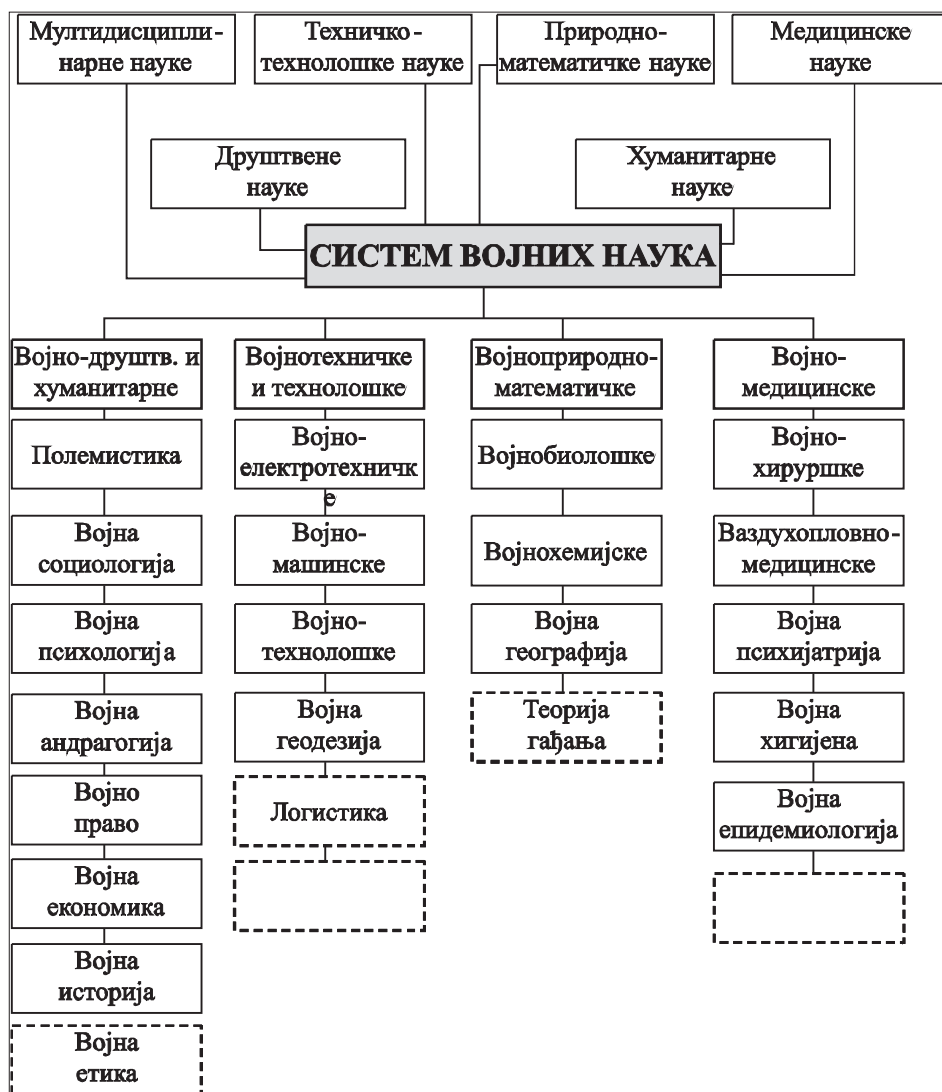 Мултидисципли-
нарне науке
Техничко-
технолошке науке
Природно-
математичке науке
Медицинске
науке
Друштвене
науке
Хуманитарне
науке
СИСТЕМ ВОЈНИХ НАУКА
Војно-друштв. и
хуманитарне
Полемистика
Војна
социологија
Војна
психологија
Војна
андрагогија
Војно
право
Војна
економика
Војна
историја
Војна
етика
Војнотехничке
и технолошке
Војно-
електротехничк
е
Војно-
машинске
Војно-
технолошке
Војна
геодезија
Логистика
Војноприродно-
математичке
Војнобиолошке
Војнохемијске
Војна
географија
Теорија
гађања
Војно-
медицинске
Војно-
хируршке
Ваздухопловно-
медицинске
Војна
психијатрија
Војна
хигијена
Војна
епидемиологија